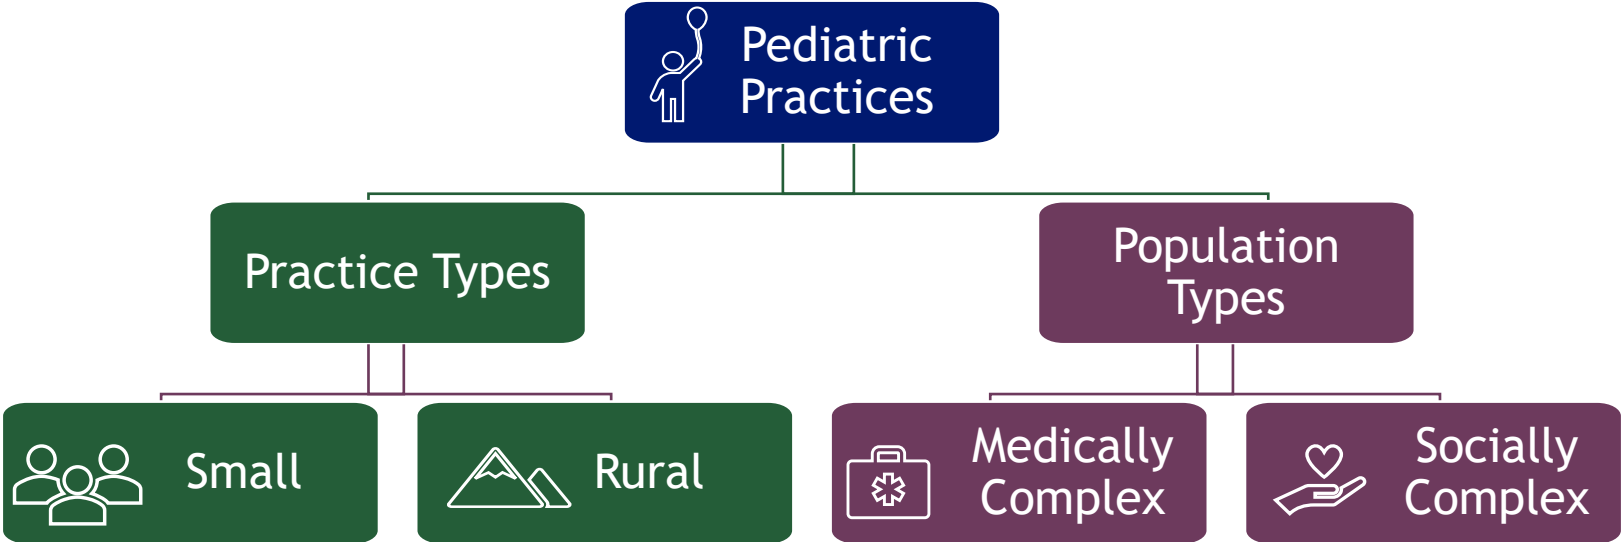 Pediatric
Practices
Practice Types
Population
Types
Small
Rural
Medically
Complex
Socially
Complex